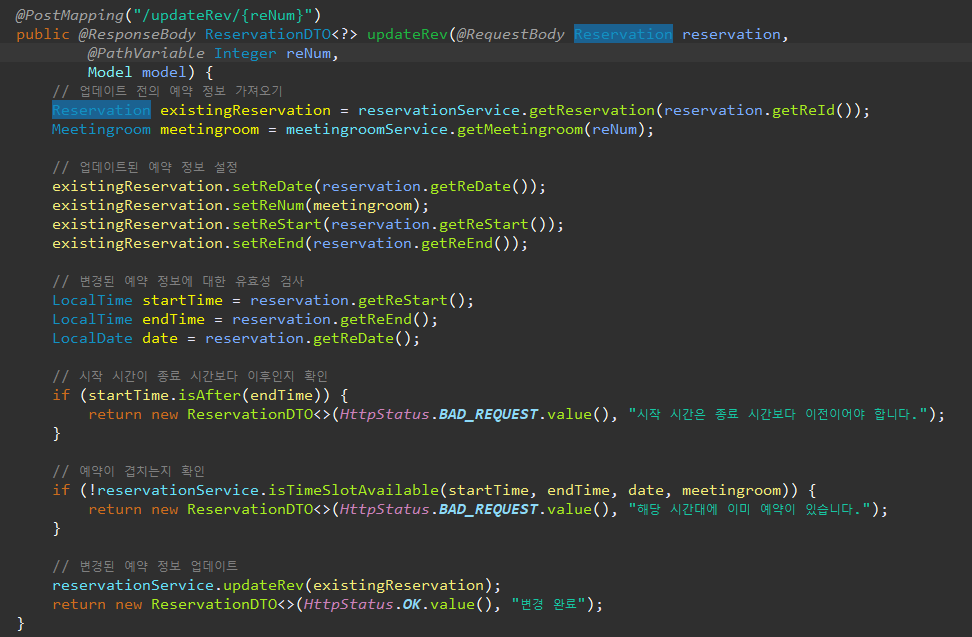 @PostMapping("/updateRev/{reNum}")
public @ResponseBody ReservationDTO<?> updateRev(@RequestBody Reservation reservation,
        @PathVariable Integer reNum,
        Model model) {
    // 업데이트 전의 예약 정보 가져오기
    Reservation existingReservation = reservationService.getReservation(reservation.getReId());
    Meetingroom meetingroom = meetingroomService.getMeetingroom(reNum);

    // 업데이트된 예약 정보 설정
    existingReservation.setReDate(reservation.getReDate());
    existingReservation.setReNum(meetingroom);
    existingReservation.setReStart(reservation.getReStart());
    existingReservation.setReEnd(reservation.getReEnd());

    // 변경된 예약 정보에 대한 유효성 검사
    LocalTime startTime = reservation.getReStart();
    LocalTime endTime = reservation.getReEnd();
    LocalDate date = reservation.getReDate();

    // 시작 시간이 종료 시간보다 이후인지 확인
    if (startTime.isAfter(endTime)) {
        return new ReservationDTO<>(HttpStatus.BAD_REQUEST.value(), "시작 시간은 종료 시간보다 이전이어야 합니다.");
    }

    // 예약이 겹치는지 확인
    if (!reservationService.isTimeSlotAvailable(startTime, endTime, date, meetingroom)) {
        return new ReservationDTO<>(HttpStatus.BAD_REQUEST.value(), "해당 시간대에 이미 예약이 있습니다.");
    }

    // 변경된 예약 정보 업데이트
    reservationService.updateRev(existingReservation);
    return new ReservationDTO<>(HttpStatus.OK.value(), "변경 완료");
}